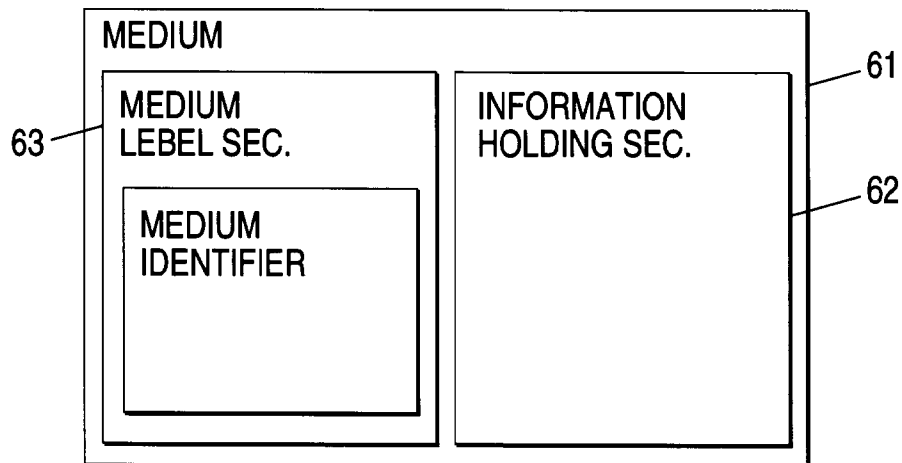 MEDIUM
61
MEDIUM
LEBEL SEC.
63
INFORMATION
HOLDING SEC.
62
MEDIUM
IDENTIFIER